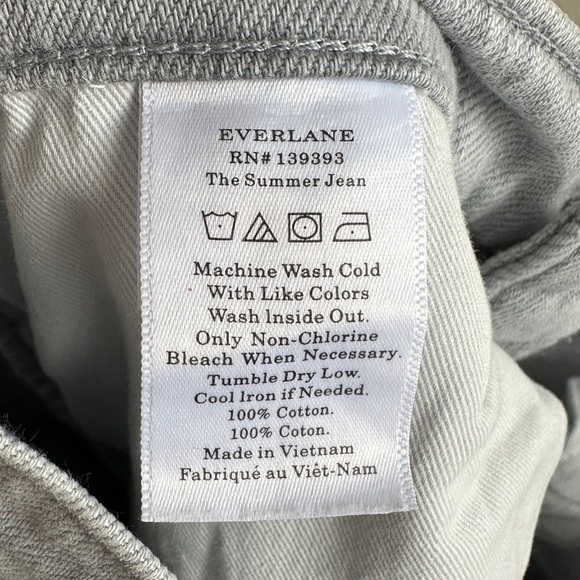 EVERLANE
RN# 139393
The Summer Jean
Machine Wash Cold
With Like Colors
Wash Inside Out.
Only Non-Chlorine
Bleach When Necessary.
Tumble Dry Low.
Cool Iron if Needed.
100% Cotton.
100% Cotton.
Made in Vietnam
Fabriqué au Viêt-Nam